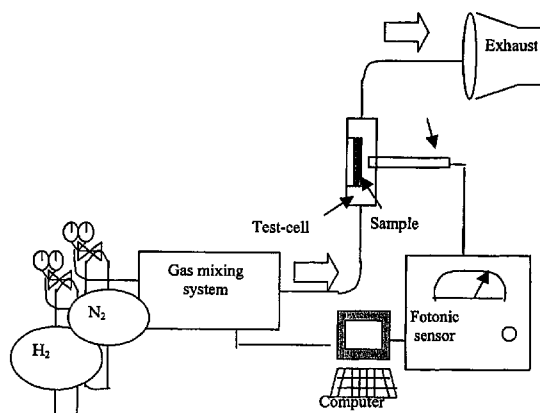 Exhaust
Test-cell
Sample
Gas mixing
system
N₂
H₂
Fotonic
sensor
Computer